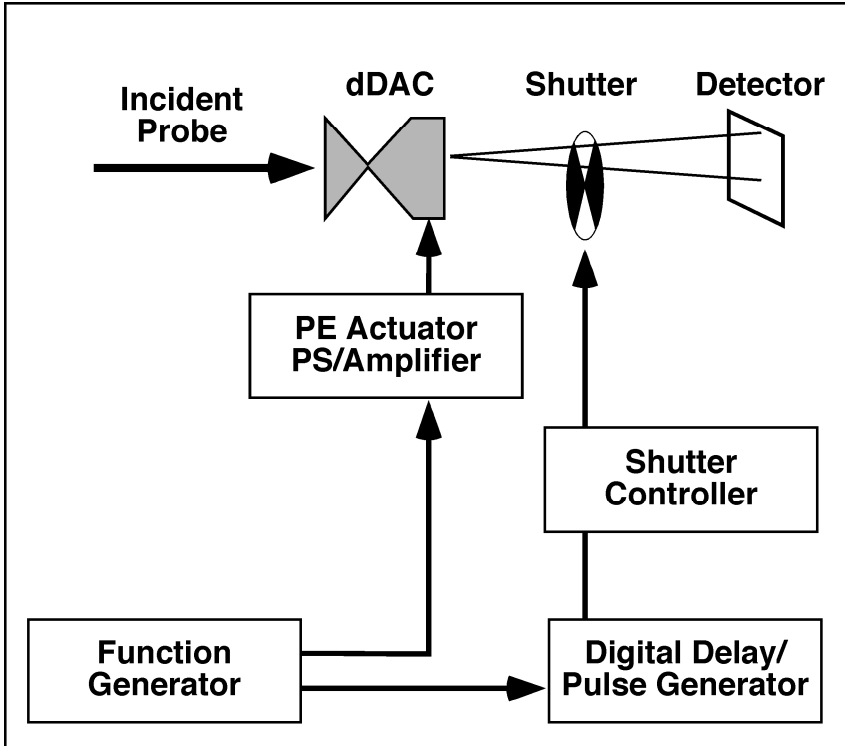 Incident
Probe
dDAC
Shutter
Detector
PE Actuator
PS/Amplifier
Shutter
Controller
Function
Generator
Digital Delay/
Pulse Generator